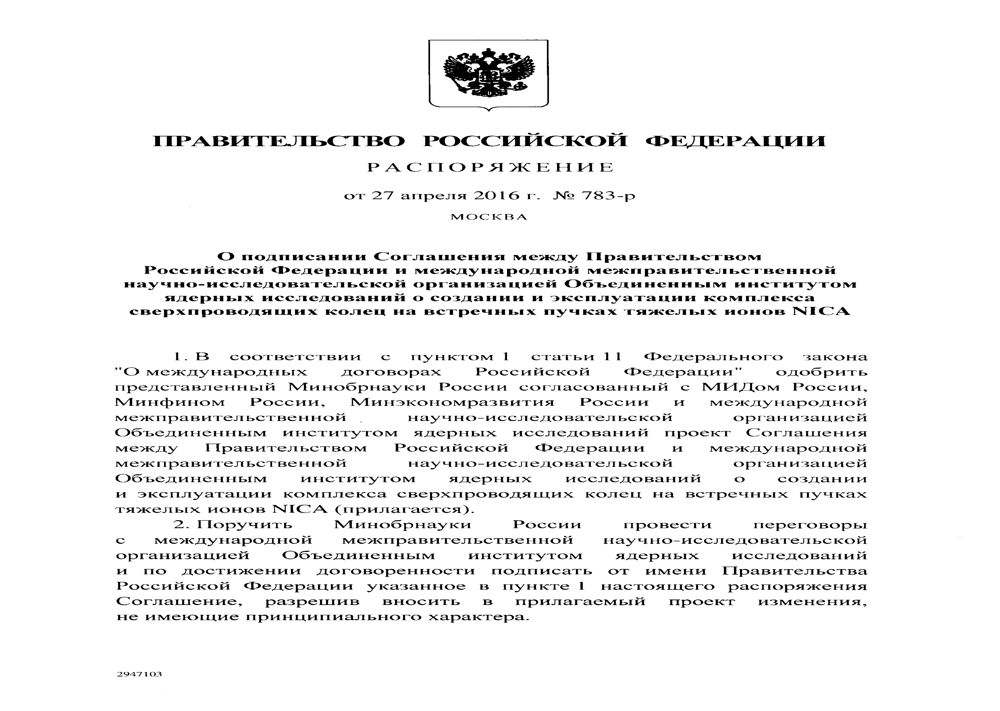 ПРАВИТЕЛЬСТВО РОССИЙСКОЙ ФЕДЕРАЦИИ
РАСПОРЯЖЕНИЕ
от 27 апреля 2016 г. № 783-р
МОСКВА
О подписании Соглашения между Правительством
Российской Федерации и международной межправительственной
научно-исследовательской организацией Объединенным институтом
ядерных исследований о создании и эксплуатации комплекса
сверхпроводящих колец на встречных пучках тяжелых ионов NICA
1. В соответствии с пунктом 1 статьи 11 Федерального закона
"О международных договорах Российской Федерации" одобрить
представленный Минобрнауки России согласованный с МИДом России,
Минфином России, Минэкономразвития России и международной
межправительственной научно-исследовательской организацией
Объединенным институтом ядерных исследований проект Соглашения
между Правительством Российской Федерации и международной
межправительственной научно-исследовательской организацией
Объединенным институтом ядерных исследований о создании
и эксплуатации комплекса сверхпроводящих колец на встречных пучках
тяжелых ионов NICA (прилагается).
2. Поручить Минобрнауки России провести переговоры
с международной межправительственной научно-исследовательской
организацией Объединенным институтом ядерных исследований
и по достижении договоренности подписать от имени Правительства
Российской Федерации указанное в пункте 1 настоящего распоряжения
Соглашение, разрешив вносить в прилагаемый проект изменения,
не имеющие принципиального характера.
2947103